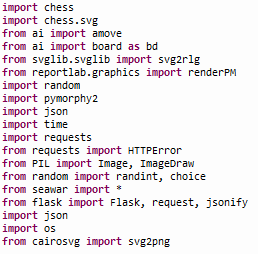 import chess
import chess.svg
from ai import amove
from ai import board as bd
from svglib.svglib import svg2rlg
from reportlab.graphics import renderPM
import random
import pymorphy2
import json
import time
import requests
from requests import HTTPError
from PIL import Image, ImageDraw
from random import randint, choice
from seawar import *
from flask import Flask, request, jsonify
import json
import os
from cairosvg import svg2png